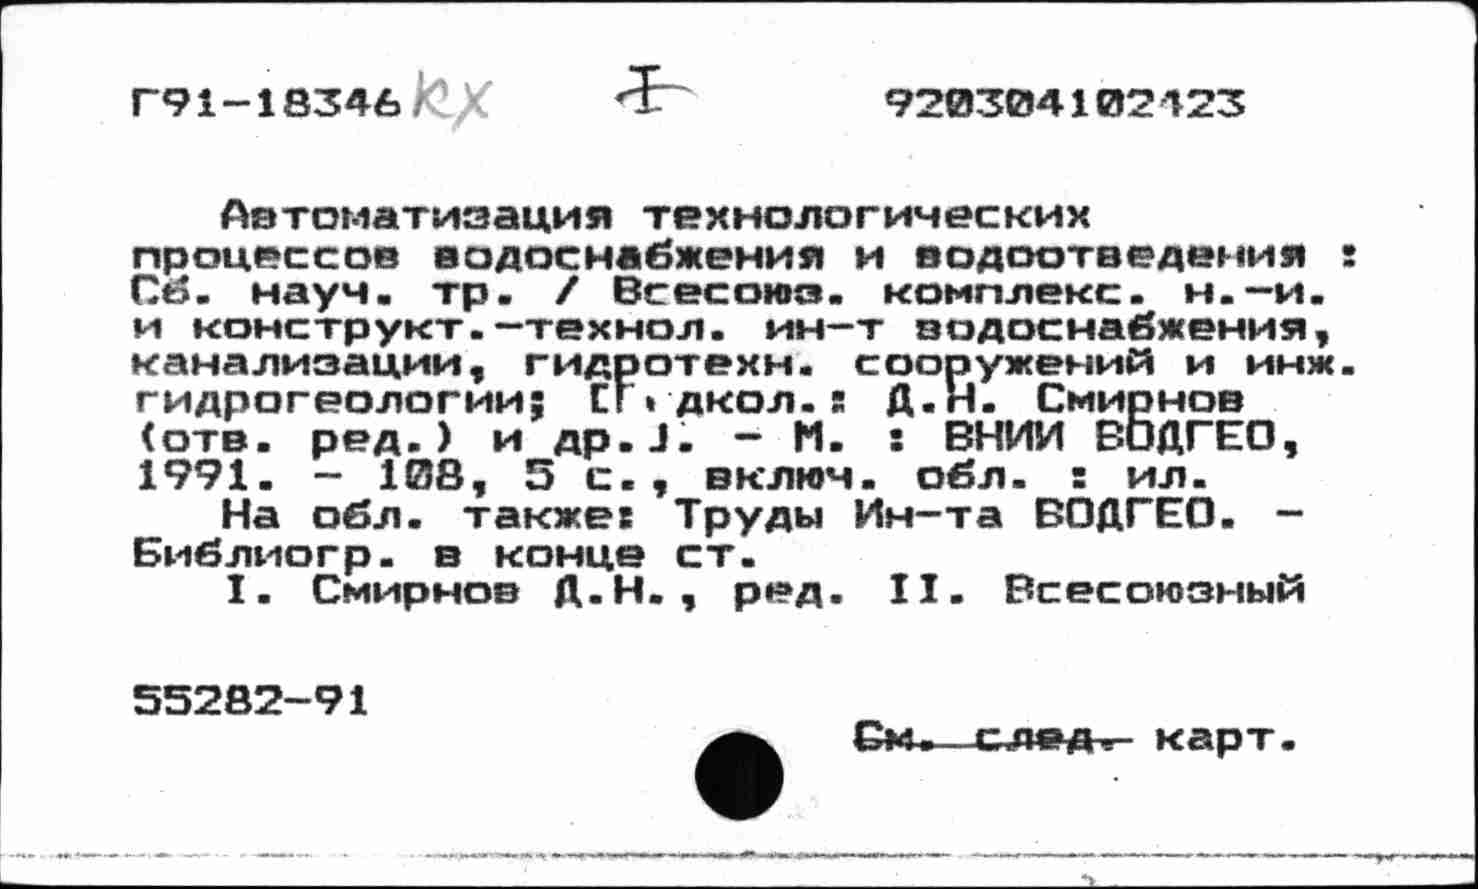 Г91-18346 кх I 920304102423
Автоматизация технологических
процессов водоснабжения и водоотведения :
Сб. науч. тр. / Всесоюз. комплекс. н.-и.
и конструкт.-технол. ин-т водоснабжения,
канализации, гидротехн. сооружений и инж.
гидрогеологии; Д.Н. Смирнов
(отв. ред.) и др.]. - М. : ВНИИ ВОДГЕО,
1991. - 108, 5 с., включ. обл. : ил.
На обл. также: Труды Ин-та ВОДГЕО. -
Библиогр. в конце ст.
I. Смирнов Д.Н., ред. II. Всесоюзный
55282-91
См. след. карт.